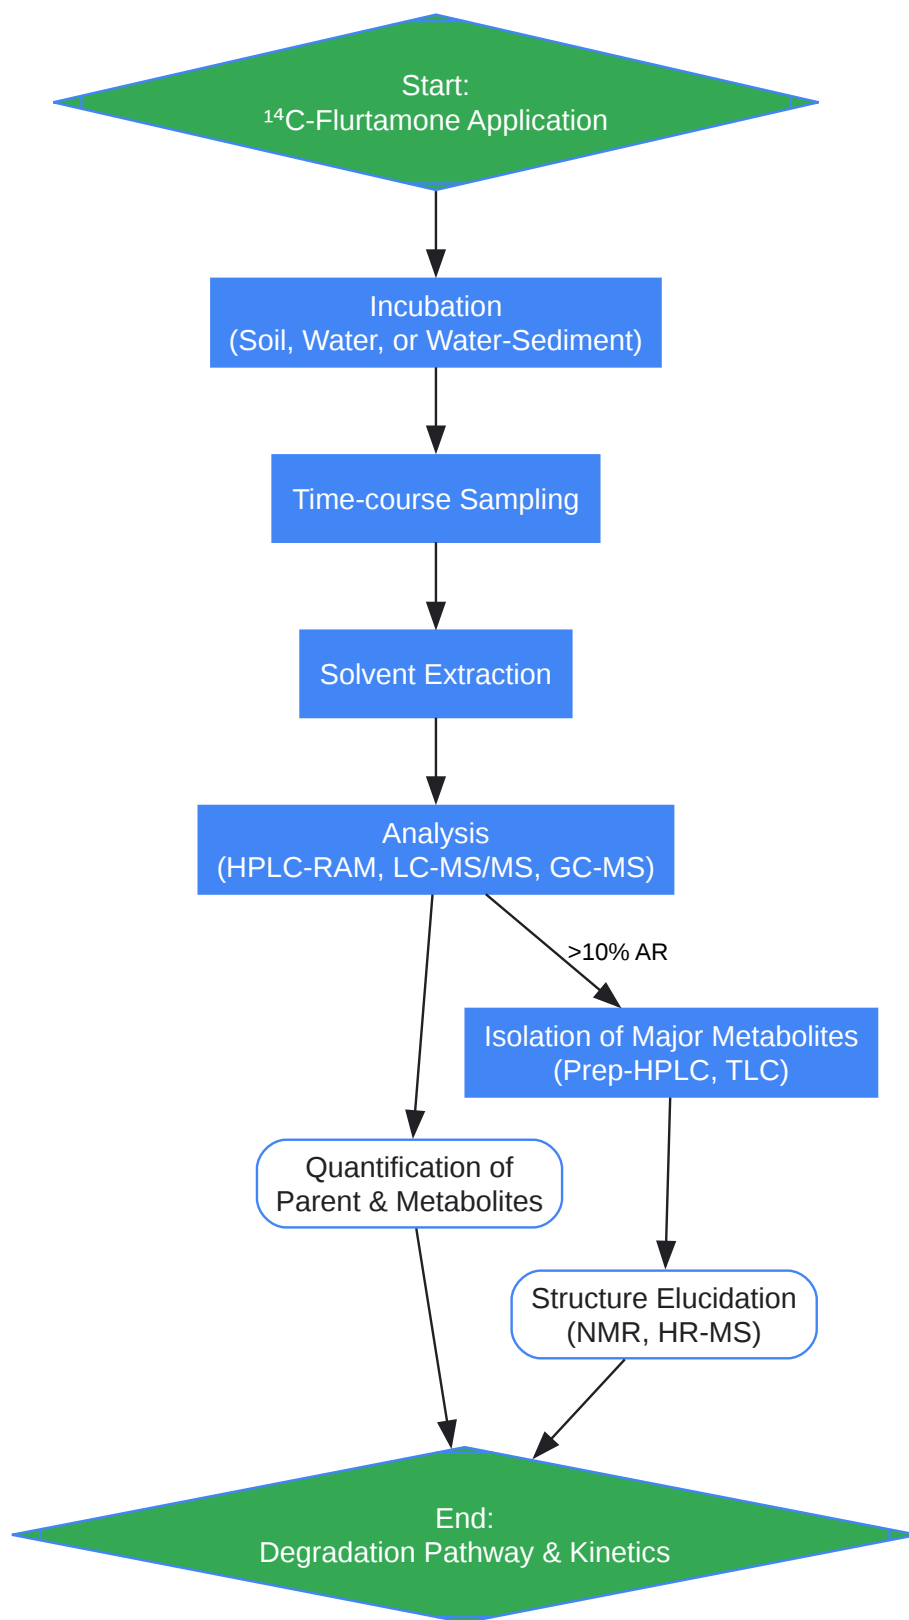 Start:
¹⁴C-Flurtamone Application
Incubation
(Soil, Water, or Water-Sediment)
Time-course Sampling
Solvent Extraction
Analysis
(HPLC-RAM, LC-MS/MS, GC-MS)
>10% AR
Isolation of Major Metabolites
(Prep-HPLC, TLC)
Quantification of
Parent & Metabolites
Structure Elucidation
(NMR, HR-MS)
End:
Degradation Pathway & Kinetics